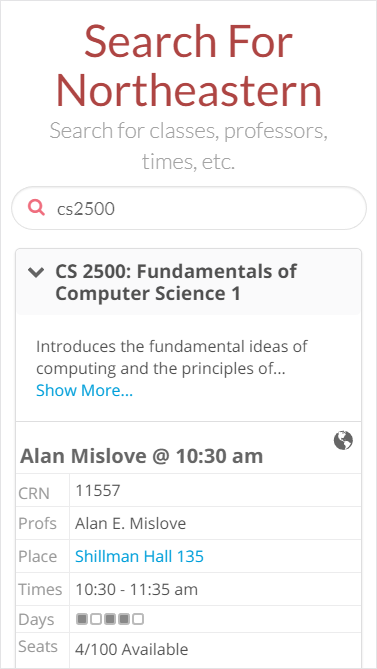 Search For
Northeastern
Search for classes, professors,
times, etc.
cs2500
CS 2500: Fundamentals of
Computer Science 1
Introduces the fundamental ideas of
computing and the principles of...
Show More...
Alan Mislove @ 10:30 am
CRN 11557
Profs Alan E. Mislove
Place Shillman Hall 135
Times 10:30 - 11:35 am
Days
Seats 4/100 Available